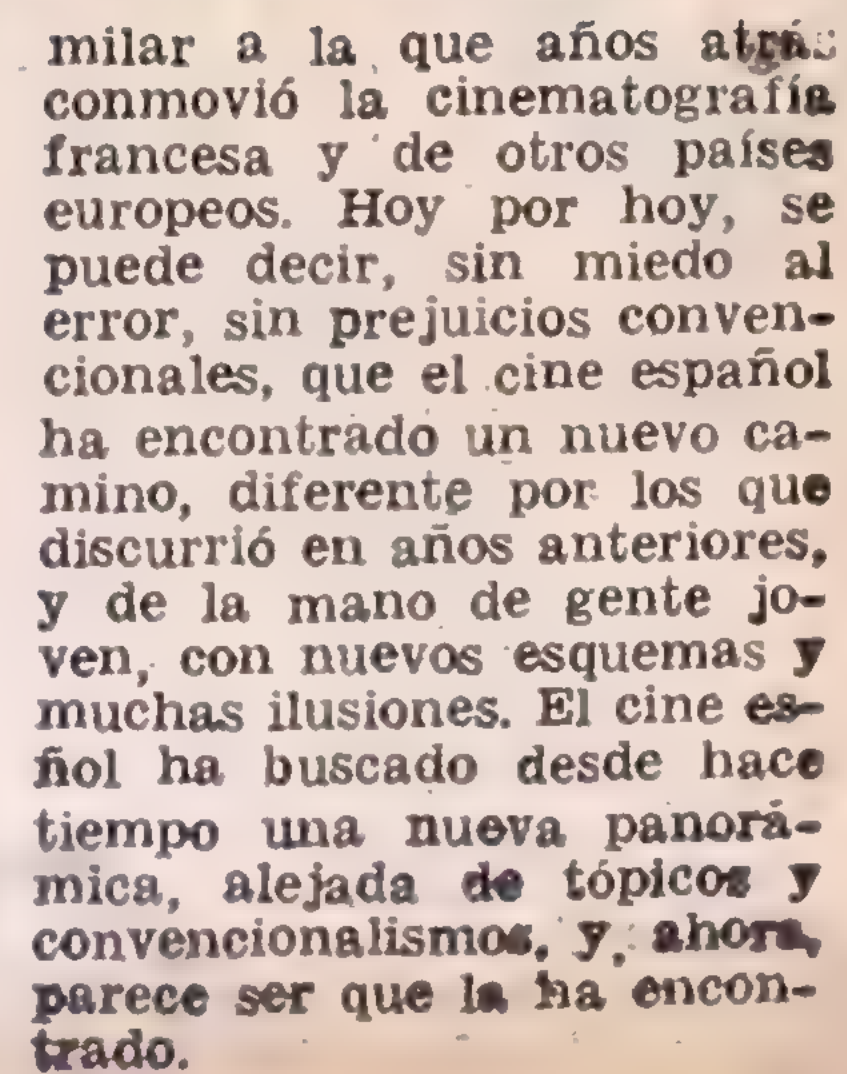 milar a la que años atrás
conmovió la cinematografía
francesa y de otros países
europeos. Hoy por hoy, se
puede decir, sin miedo al
error, sin prejuicios conven-
cionales, que el cine español
ha encontrado un nuevo ca-
mino, diferente por los que
discurrió en años anteriores,
y de la mano de gente jo-
ven, con nuevos esquemas y
muchas ilusiones. El cine es-
ñol ha buscado desde hace
tiempo una nueva panorá-
mica, alejada de tópicos y
convencionalismos, y, ahora,
parece ser que la ha encon-
trado.